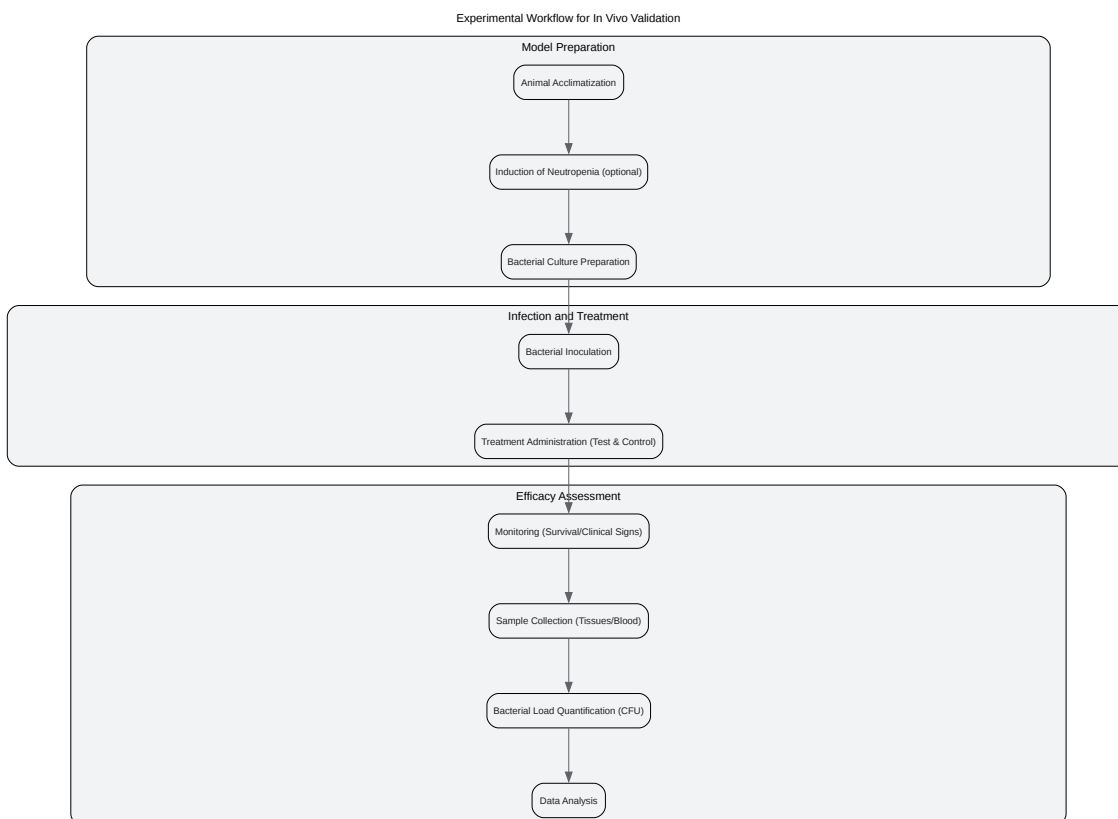 Experimental Workflow for In Vivo Validation
Model Preparation
Animal Acclimatization
Induction of Neutropenia (optional)
Bacterial Culture Preparation
Infection and Treatment
Bacterial Inoculation
Treatment Administration (Test & Control)
Efficacy Assessment
Monitoring (Survival/Clinical Signs)
Sample Collection (Tissues/Blood)
Bacterial Load Quantification (CFU)
Data Analysis